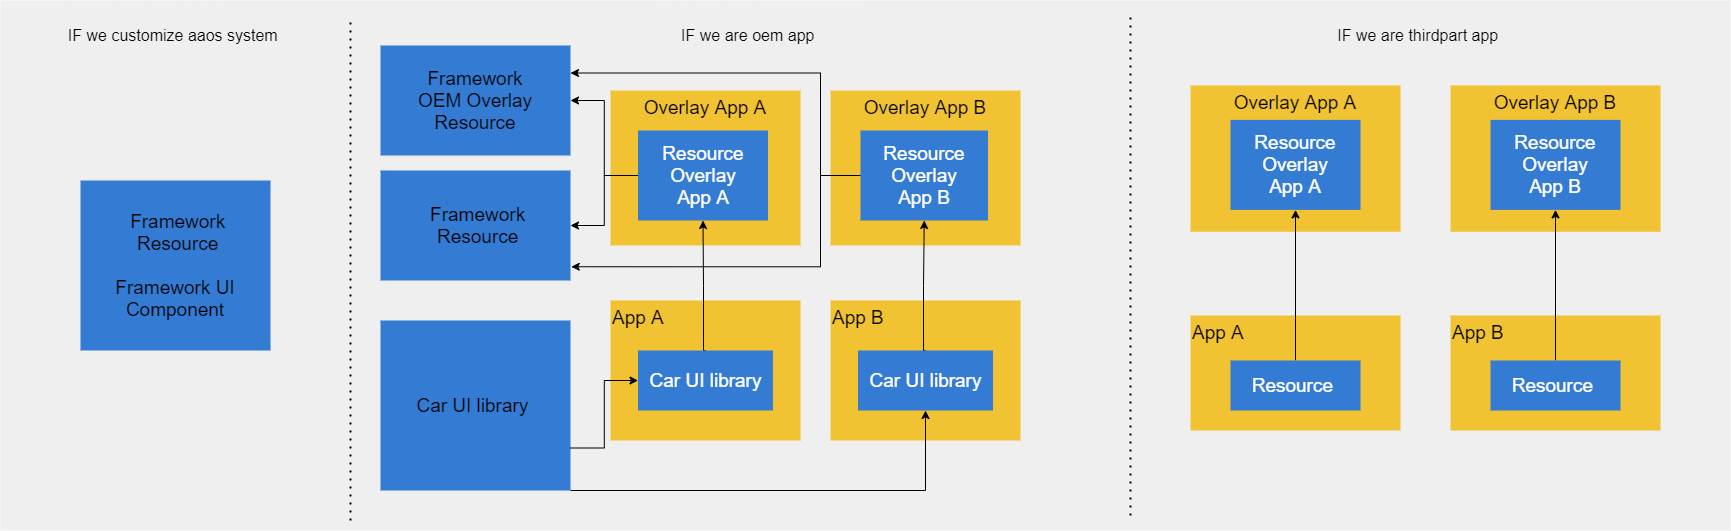 IF we customize aaos system
Framework
Resource
Framework UI
Component
IF we are oem app
Framework
OEM Overlay
Resource
Framework
Resource
Car UI library
Overlay App A
Resource
Overlay
App A
Overlay App B
Resource
Overlay
App B
App A
Car UI library
App B
Car UI library
IF we are thirdpart app
Overlay App A
Resource
Overlay
App A
Overlay App B
Resource
Overlay
App B
App A
Resource
App B
Resource